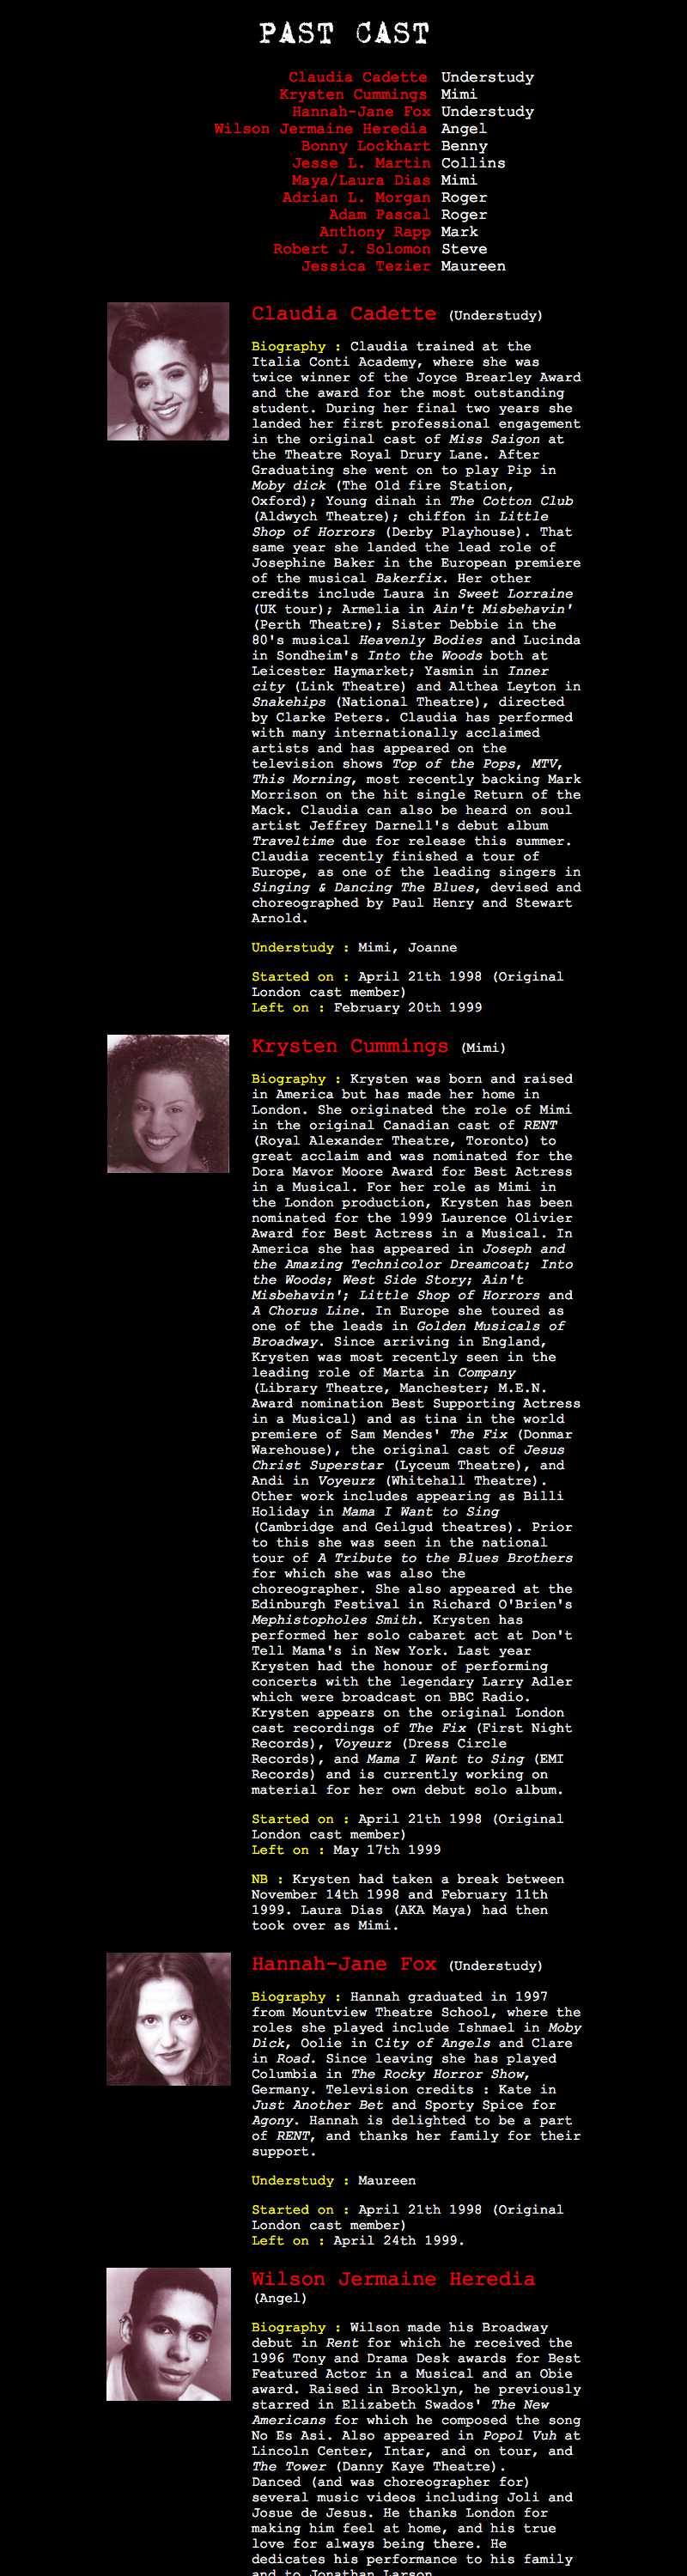 PAST CAST
Claudia Cadette Understudy
Krysten Cummings Mimi
Hannah-Jane Fox Understudy
Wilson Jermaine Heredia Angel
Bonny Lockhart Benny
Jesse L. Martin Collins
Maya/Laura Dias Mimi
Adrian L. Morgan Roger
Adam Pascal Roger
Anthony Rapp Mark
Robert J. Solomon Steve
Jessica Tezier Maureen
Claudia Cadette (Understudy)
Biography : Claudia trained at the
Italia Conti Academy, where she was
twice winner of the Joyce Brearley Award
and the award for the most outstanding
student. During her final two years she
landed her first professional engagement
in the original cast of Miss Saigon at
the Theatre Royal Drury Lane. After
Graduating she went on to play Pip in
Moby dick (The Old fire Station,
Oxford); Young dinah in The Cotton Club
(Aldwych Theatre); chiffon in Little
Shop of Horrors (Derby Playhouse). That
same year she landed the lead role of
Josephine Baker in the European premiere
of the musical Bakerfix. Her other
credits include Laura in Sweet Lorraine
(UK tour); Armelia in Ain't Misbehavin'
(Perth Theatre); Sister Debbie in the
80's musical Heavenly Bodies and Lucinda
in Sondheim's Into the Woods both at
Leicester Haymarket; Yasmin in Inner
city (Link Theatre) and Althea Leyton in
Snakehips (National Theatre), directed
by Clarke Peters. Claudia has performed
with many internationally acclaimed
artists and has appeared on the
television shows Top of the Pops, MTV,
This Morning, most recently backing Mark
Morrison on the hit single Return of the
Mack. Claudia can also be heard on soul
artist Jeffrey Darnell's debut album
Traveltime due for release this summer.
Claudia recently finished a tour of
Europe, as one of the leading singers in
Singing & Dancing The Blues, devised and
choreographed by Paul Henry and Stewart
Arnold.
Understudy : Mimi, Joanne
Started on : April 21th 1998 (Original
London cast member)
Left on : February 20th 1999
Krysten Cummings (Mimi)
Biography : Krysten was born and raised
in America but has made her home in
London. She originated the role of Mimi
in the original Canadian cast of RENT
(Royal Alexander Theatre, Toronto) to
great acclaim and was nominated for the
Dora Mavor Moore Award for Best Actress
in a Musical. For her role as Mimi in
the London production, Krysten has been
nominated for the 1999 Laurence Olivier
Award for Best Actress in a Musical. In
America she has appeared in Joseph and
the Amazing Technicolor Dreamcoat; Into
the Woods; West Side Story; Ain't
Misbehavin'; Little Shop of Horrors and
A Chorus Line. In Europe she toured as
one of the leads in Golden Musicals of
Broadway. Since arriving in England,
Krysten was most recently seen in the
leading role of Marta in Company
(Library Theatre, Manchester; M.E.N.
Award nomination Best Supporting Actress
in a Musical) and as tina in the world
premiere of Sam Mendes' The Fix (Donmar
Warehouse), the original cast of Jesus
Christ Superstar (Lyceum Theatre), and
Andi in Voyeurz (Whitehall Theatre).
Other work includes appearing as Billi
Holiday in Mama I Want to Sing
(Cambridge and Geilgud theatres). Prior
to this she was seen in the national
tour of A Tribute to the Blues Brothers
for which she was also the
choreographer. She also appeared at the
Edinburgh Festival in Richard O'Brien's
Mephistopholes Smith. Krysten has
performed her solo cabaret act at Don't
Tell Mama's in New York. Last year
Krysten had the honour of performing
concerts with the legendary Larry Adler
which were broadcast on BBC Radio.
Krysten appears on the original London
cast recordings of The Fix (First Night
Records), Voyeurz (Dress Circle
Records), and Mama I Want to Sing (EMI
Records) and is currently working on
material for her own debut solo album.
Started on : April 21th 1998 (Original
London cast member)
Left on : May 17th 1999
NB : Krysten had taken a break between
November 14th 1998 and February 11th
1999. Laura Dias (AKA Maya) had then
took over as Mimi.
Hannah-Jane Fox (Understudy)
Biography : Hannah graduated in 1997
from Mountview Theatre School, where the
roles she played include Ishmael in Moby
Dick, Oolie in City of Angels and Clare
in Road. Since leaving she has played
Columbia in The Rocky Horror Show,
Germany. Television credits : Kate in
Just Another Bet and Sporty Spice for
Agony. Hannah is delighted to be a part
of RENT, and thanks her family for their
support.
Understudy : Maureen
Started on : April 21th 1998 (Original
London cast member)
Left on : April 24th 1999.
Wilson Jermaine Heredia
(Angel)
Biography : Wilson made his Broadway
debut in Rent for which he received the
1996 Tony and Drama Desk awards for Best
Featured Actor in a Musical and an Obie
award. Raised in Brooklyn, he previously
starred in Elizabeth Swados' The New
Americans for which he composed the song
No Es Asi. Also appeared in Popol Vuh at
Lincoln Center, Intar, and on tour, and
The Tower (Danny Kaye Theatre).
Danced (and was choreographer for)
several music videos including Joli and
Josue de Jesus. He thanks London for
making him feel at home, and his true
love for always being there. He
dedicates his performance to his family
and to Jonathan Larson